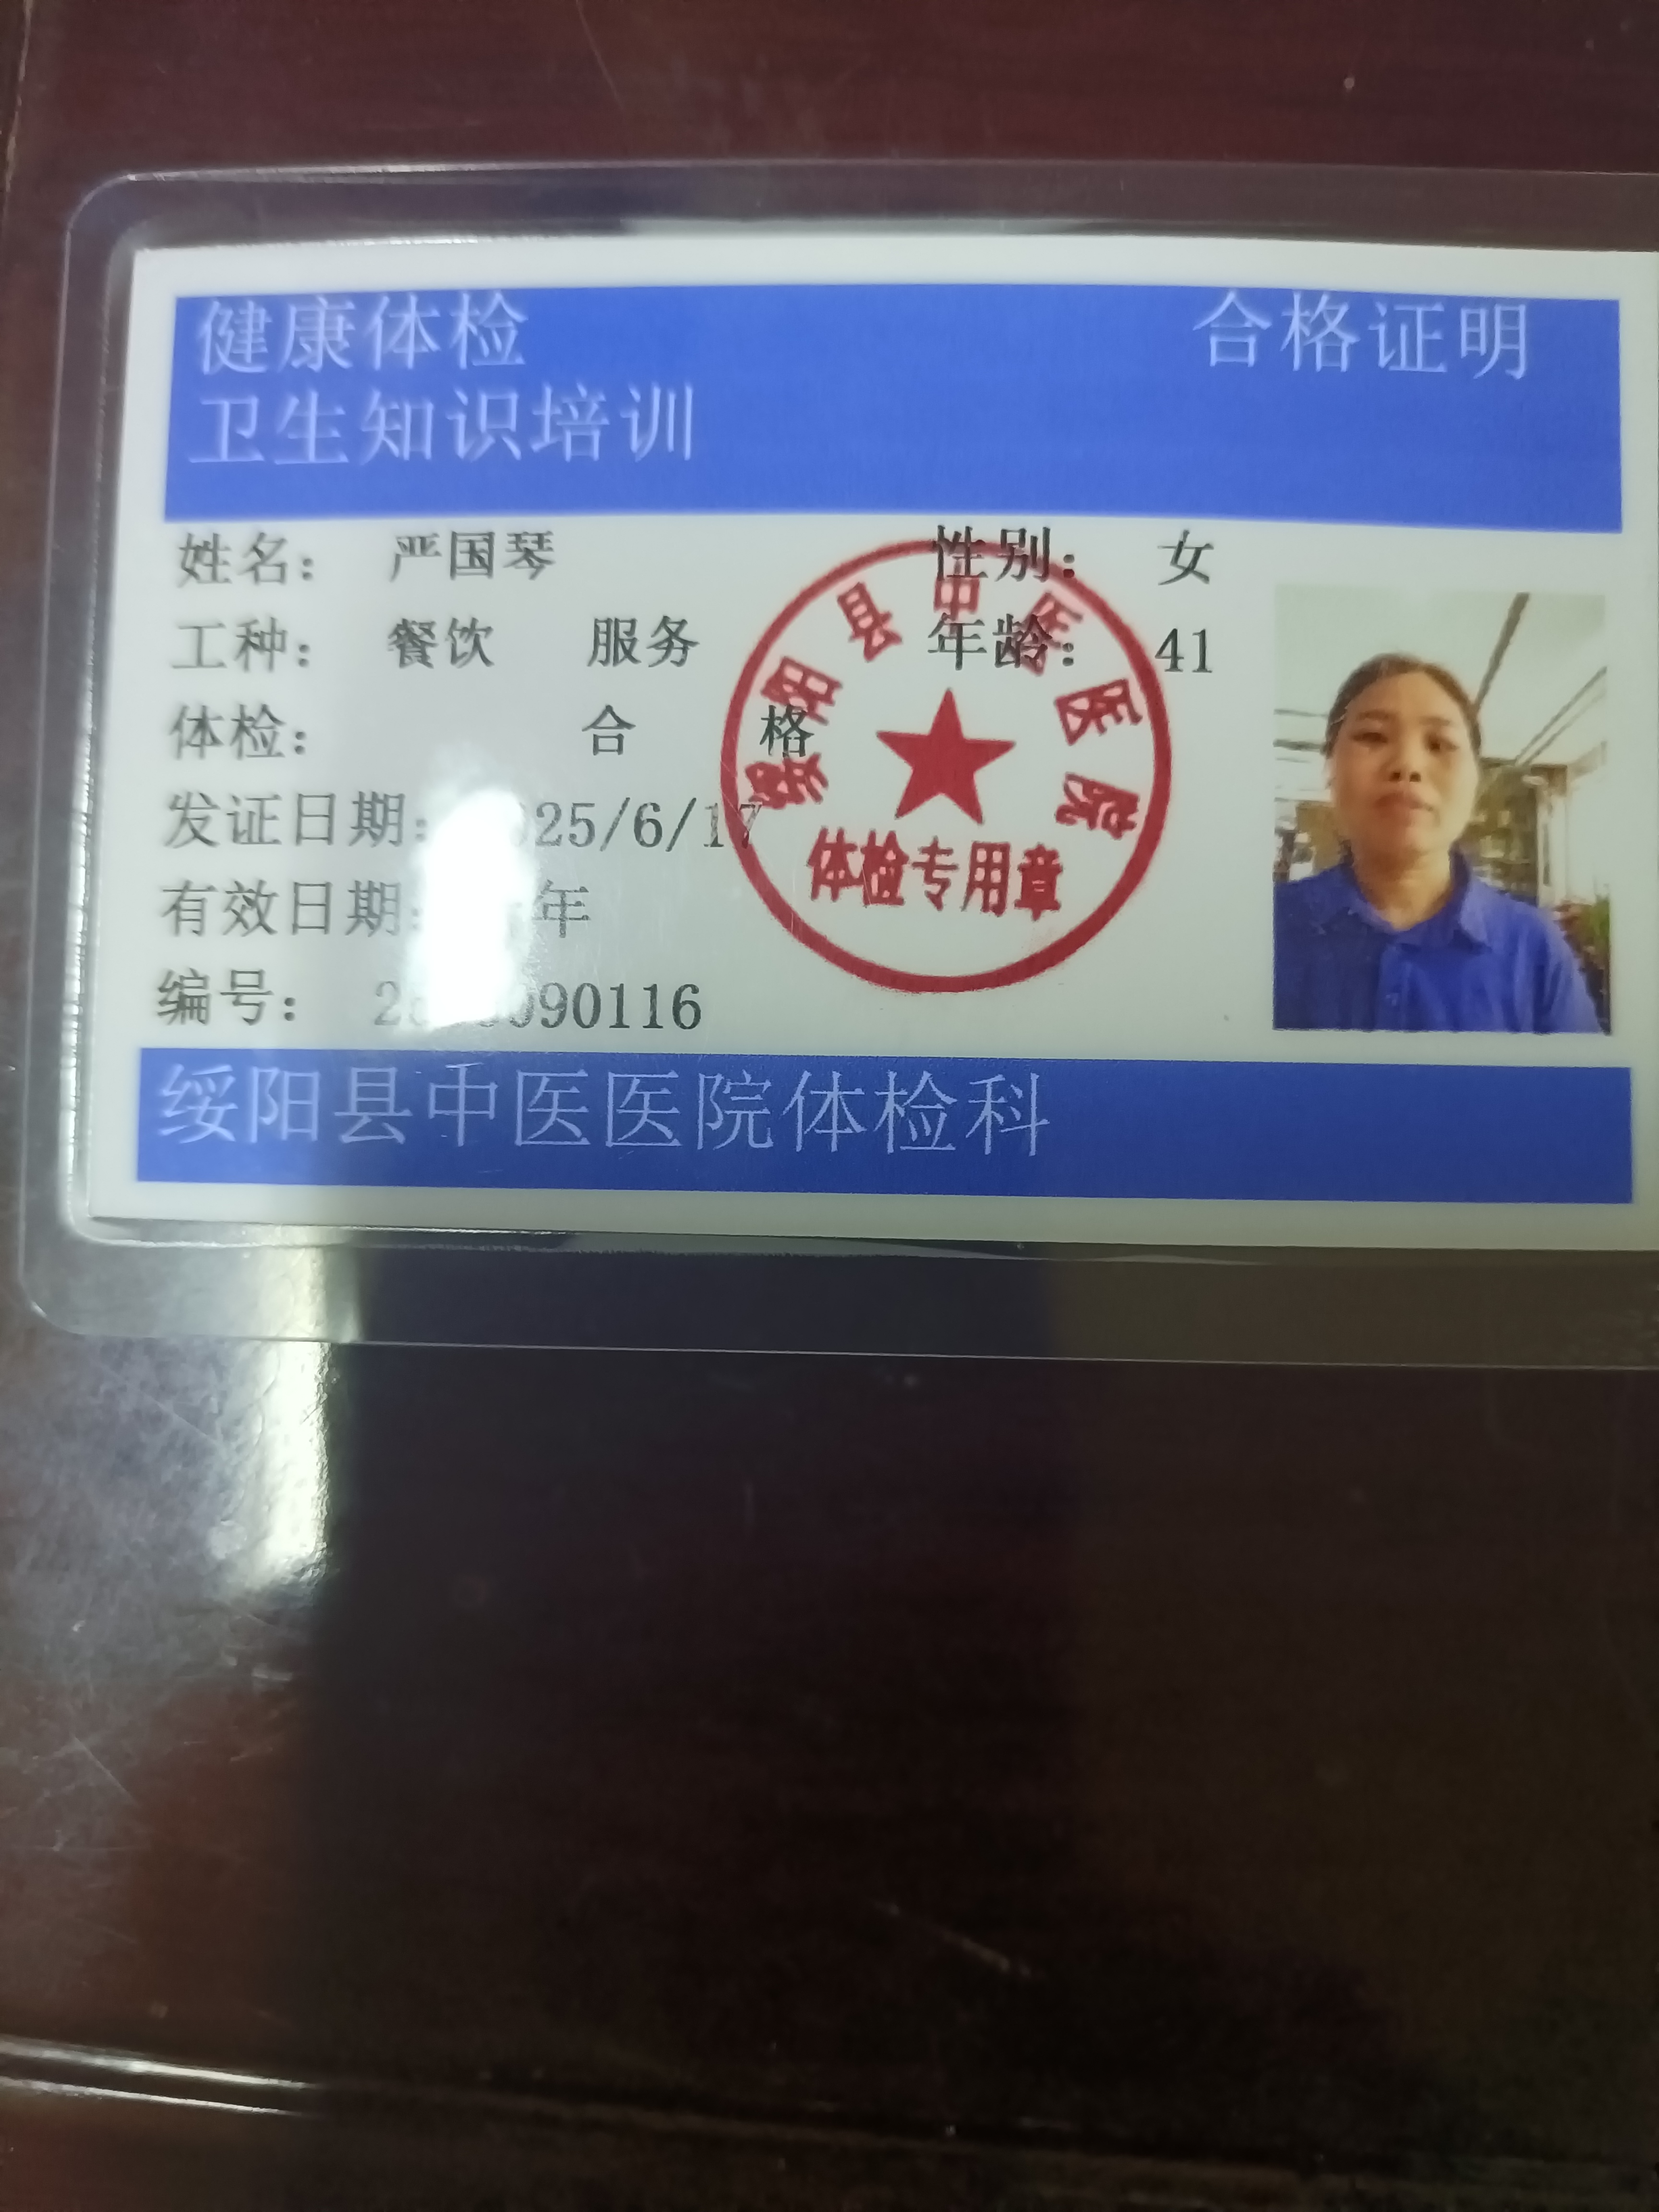 健康体检 合格证明
卫生知识培训
姓名： 严国琴 性别： 女
工种： 餐饮 服务 年龄： 41
体检： 合 格
发证日期： 025/6/17
有效日期： 年
编号： 90116
绥阳县中医医院体检科
绥阳县中医医院
体检专用章